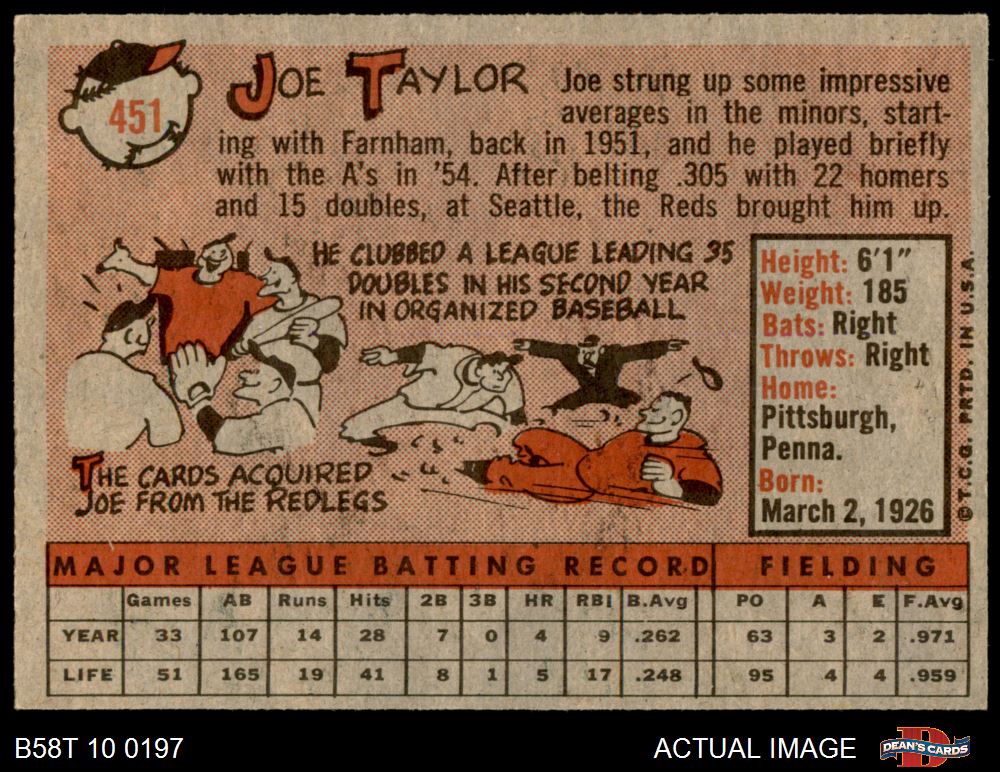 451
JOE TAYLOR
Joe strung up some impressive
averages in the minors, start-
ing with Farnham, back in 1951, and he played briefly
with the A's in '54. After belting .305 with 22 homers
and 15 doubles, at Seattle, the Reds brought him up.
HE CLUBBED A LEAGUE LEADING 35
DOUBLES IN HIS SECOND YEAR
IN ORGANIZED BASEBALL
THE CARDS ACQUIRED
JOE FROM THE REDLEGS
Height: 6'1"
Weight: 185
Bats: Right
Throws: Right
Home:
Pittsburgh,
Penna.
Born:
March 2, 1926
© T.C.G. PRTD. IN U.S.A.
MAJOR LEAGUE BATTING RECORD FIELDING
Games AB Runs Hits 2B 3B HR RBI B.Avg PO A E F.Avg
YEAR 33 107 14 28 7 0 4 9 .262 63 3 2 .971
LIFE 51 165 19 41 8 1 5 17 .248 95 4 4 .959
B58T 10 0197 ACTUAL IMAGE DEAN'S CARDS